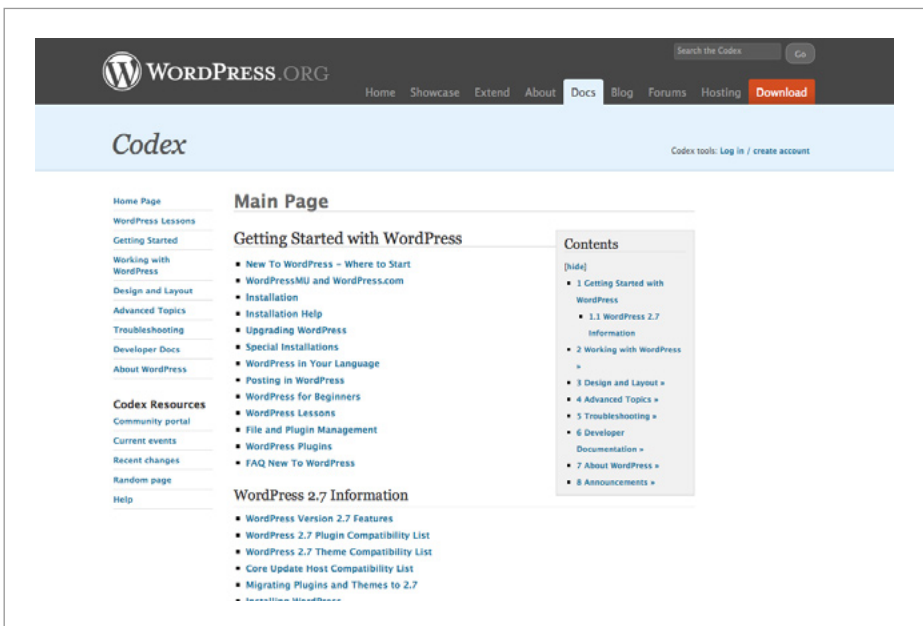 WORDPRESS.ORG
Search the Codex
Go
Home Showcase Extend About Docs Blog Forums Hosting Download
Codex
Codex tools: Log in / create account
Home Page
WordPress Lessons
Getting Started
Working with
WordPress
Design and Layout
Advanced Topics
Troubleshooting
Developer Docs
About WordPress
Codex Resources
Community portal
Current events
Recent changes
Random page
Help
Main Page
Getting Started with WordPress
New To WordPress – Where to Start
WordPressMU and WordPress.com
Installation
Installation Help
Upgrading WordPress
Special Installations
WordPress in Your Language
Posting in WordPress
WordPress for Beginners
WordPress Lessons
File and Plugin Management
WordPress Plugins
FAQ New To WordPress
WordPress 2.7 Information
WordPress Version 2.7 Features
WordPress 2.7 Plugin Compatibility List
WordPress 2.7 Theme Compatibility List
Core Update Host Compatibility List
Migrating Plugins and Themes to 2.7
Installing WordPress
Contents
[hide]
1 Getting Started with
WordPress
1.1 WordPress 2.7
Information
2 Working with WordPress
»
3 Design and Layout »
4 Advanced Topics »
5 Troubleshooting »
6 Developer
Documentation »
7 About WordPress »
8 Announcements »